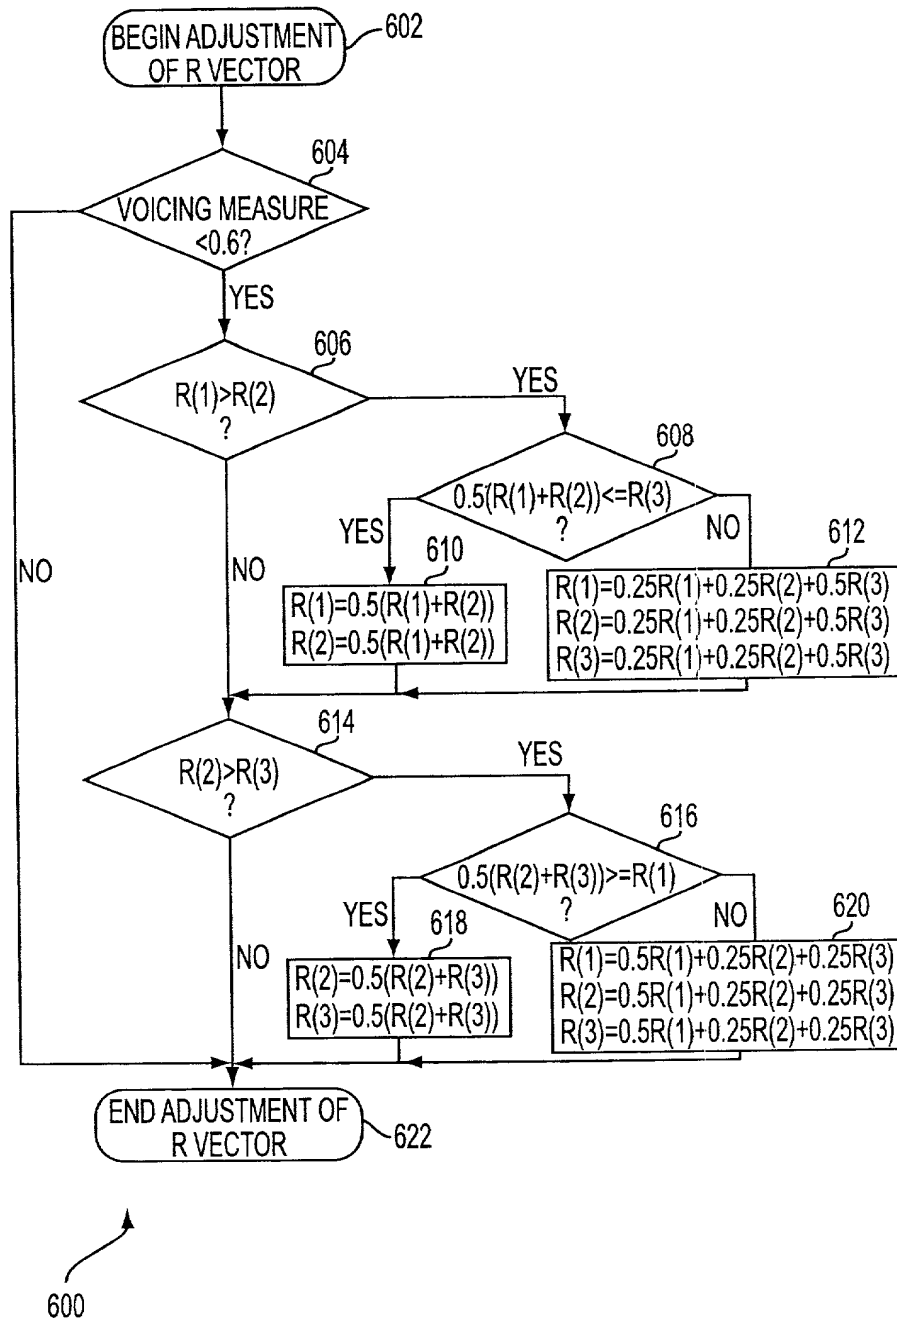 BEGIN ADJUSTMENT
OF R VECTOR
602
604
VOICING MEASURE
<0.6?
YES
606
R(1)>R(2)
?
YES
608
0.5(R(1)+R(2))<=R(3)
?
YES
NO
NO
NO
610
R(1)=0.5(R(1)+R(2))
R(2)=0.5(R(1)+R(2))
612
R(1)=0.25R(1)+0.25R(2)+0.5R(3)
R(2)=0.25R(1)+0.25R(2)+0.5R(3)
R(3)=0.25R(1)+0.25R(2)+0.5R(3)
614
R(2)>R(3)
?
YES
616
0.5(R(2)+R(3))>=R(1)
?
YES
NO
NO
618
R(2)=0.5(R(2)+R(3))
R(3)=0.5(R(2)+R(3))
620
R(1)=0.5R(1)+0.25R(2)+0.25R(3)
R(2)=0.5R(1)+0.25R(2)+0.25R(3)
R(3)=0.5R(1)+0.25R(2)+0.25R(3)
END ADJUSTMENT OF
R VECTOR
622
600